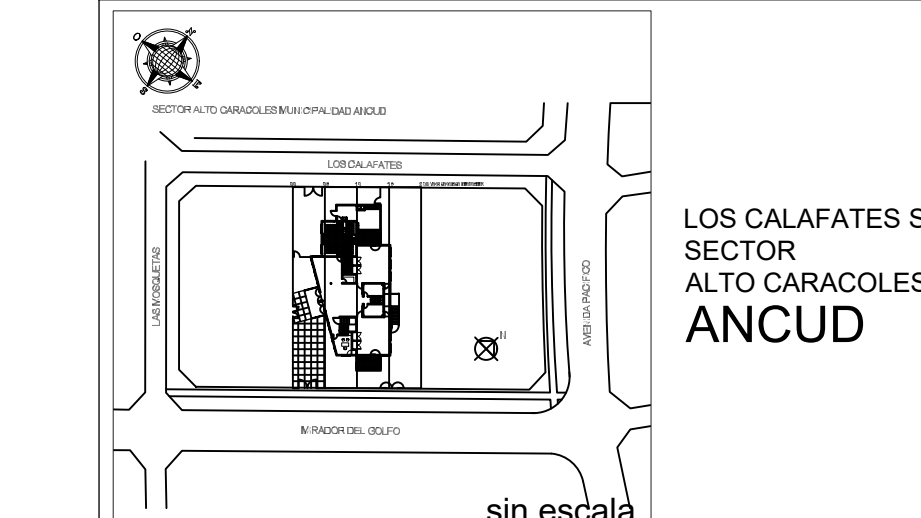 O N
S E
SECTOR ALTO CARACOLES MUNICIPALIDAD ANCUD
LOS CALAFATES
LAS MOSQUETAS
AVENIDA PACIFICO
N
MIRADOR DEL GOLFO
sin escala
LOS CALAFATES S
SECTOR
ALTO CARACOLES
ANCUD